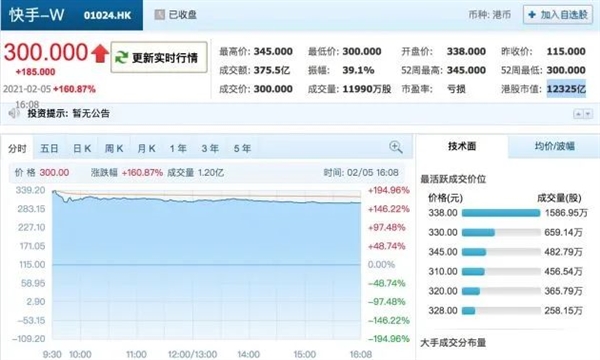 快手-W 01024.HK 已收盘 币种: 港币 + 加入自选股
300.000 更新实时行情 最高价: 345.000 最低价: 300.000 开盘价: 338.000 昨收价: 115.000
+185.000 成交额: 375.5亿 振幅: 39.1% 52周最高: 345.000 52周最低: 300.000
2021-02-05 +160.87% 成交价: 300.000 成交量: 11990万股 市盈率: 亏损 港股市值: 12325亿
16:08
投资提示: 暂无公告
分时 五日 日K 周K 月K 1年 3年 5年
价格 300.00 涨跌幅 +160.87% 成交量 1.20亿 时间: 02/05 16:08
339.20 +194.96%
283.15 +146.22%
227.10 +97.48%
171.05 +48.74%
115.00 0.00%
58.95 -48.74%
2.90 -97.48%
-53.15 -146.22%
-109.20 -194.96%
9:30 10:00 11:00 12:00/13:00 14:00 15:00 16:08
技术面 均价/波幅
最活跃成交价位
价格(元) 成交量(股)
338.00 1586.95万
330.00 659.14万
345.00 482.79万
310.00 456.54万
320.00 365.79万
328.00 258.15万
大手成交分布量